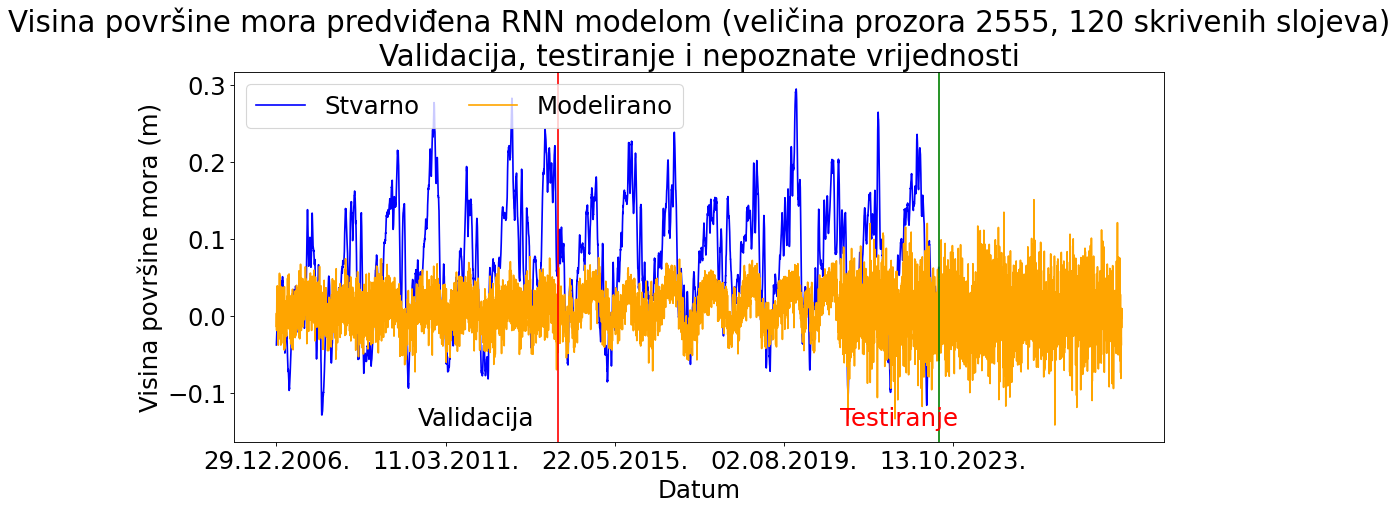 Visina površine mora predviđena RNN modelom (veličina prozora 2555, 120 skrivenih slojeva)
Validacija, testiranje i nepoznate vrijednosti
Stvarno Modelirano
Visina površine mora (m)
0.3
0.2
0.1
0.0
−0.1
Validacija Testiranje
29.12.2006. 11.03.2011. 22.05.2015. 02.08.2019. 13.10.2023.
Datum